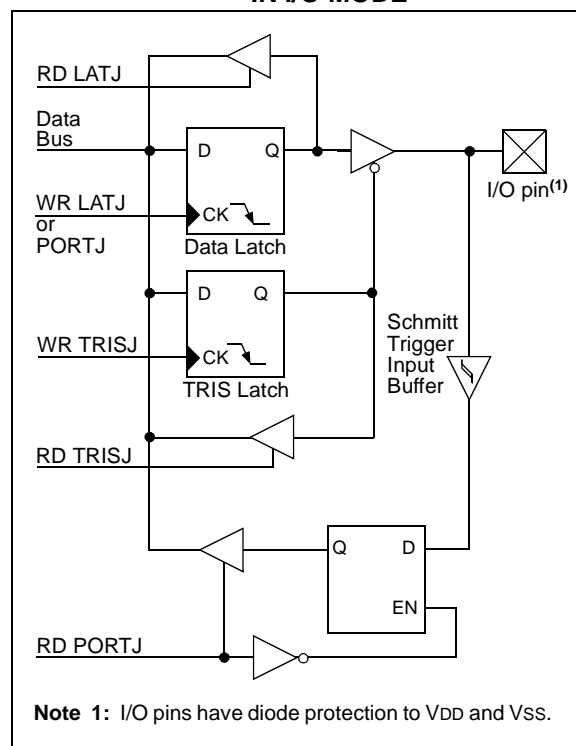 IN I/O MODE
RD LATJ
Data
Bus
D Q
I/O pin(1)
WR LATJ
or
PORTJ
CK
Data Latch
D Q
WR TRISJ
CK
TRIS Latch
Schmitt
Trigger
Input
Buffer
RD TRISJ
Q D
EN
RD PORTJ
Note 1: I/O pins have diode protection to VDD and VSS.